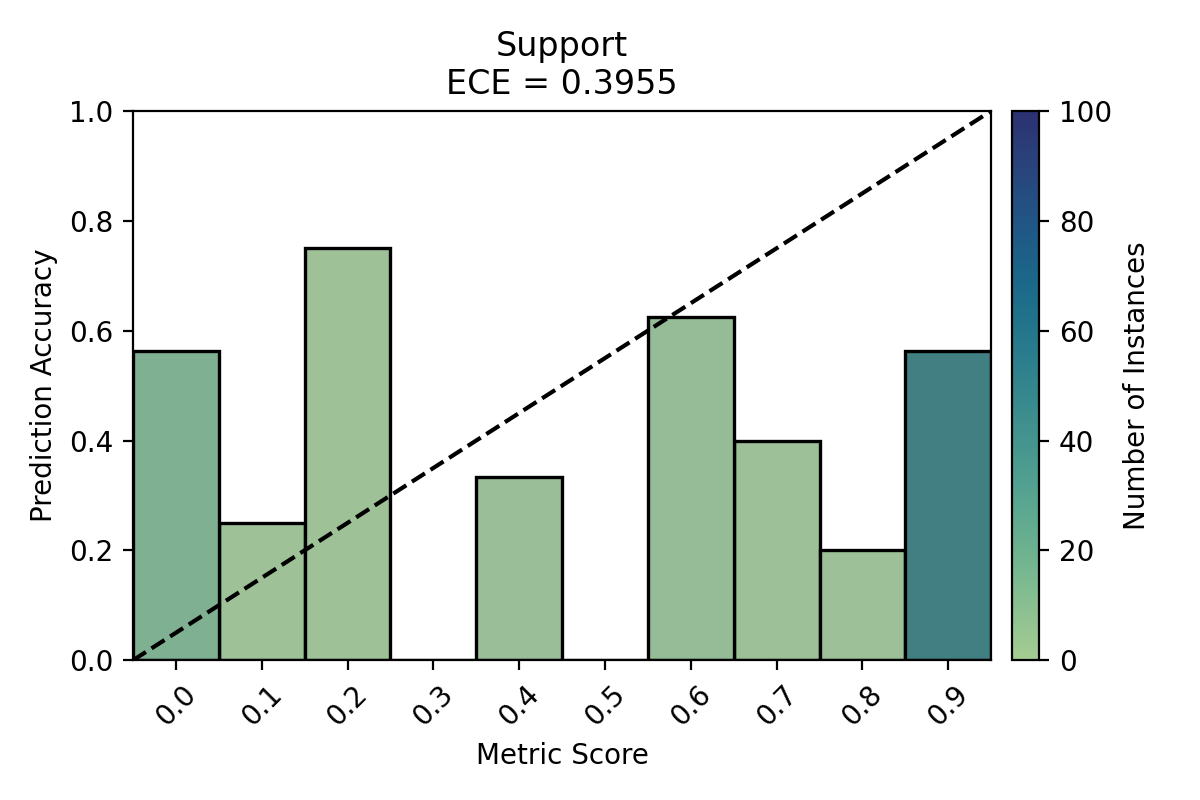 Support
ECE = 0.3955
1.0
0.8
0.6
0.4
0.2
0.0
Prediction Accuracy
0.0 0.1 0.2 0.3 0.4 0.5 0.6 0.7 0.8 0.9
Metric Score
100
80
60
40
20
0
Number of Instances